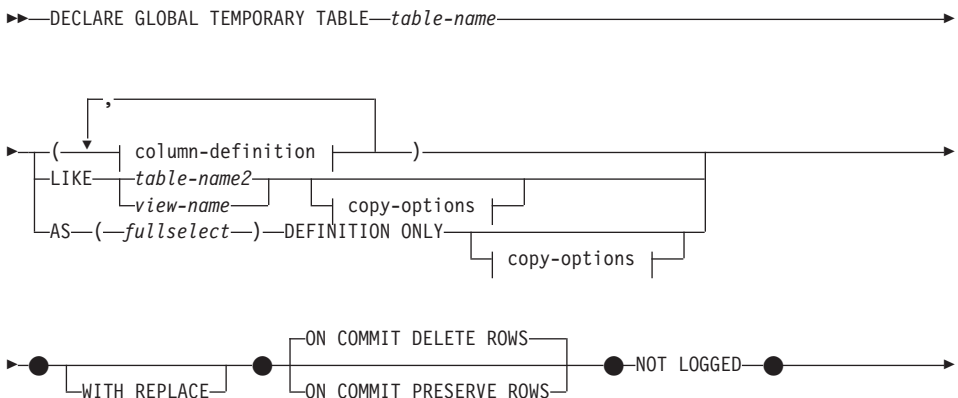 DECLARE GLOBAL TEMPORARY TABLE table-name
,
( column-definition )
LIKE table-name2
view-name copy-options
AS ( fullselect ) DEFINITION ONLY
copy-options
ON COMMIT DELETE ROWS
NOT LOGGED
WITH REPLACE ON COMMIT PRESERVE ROWS